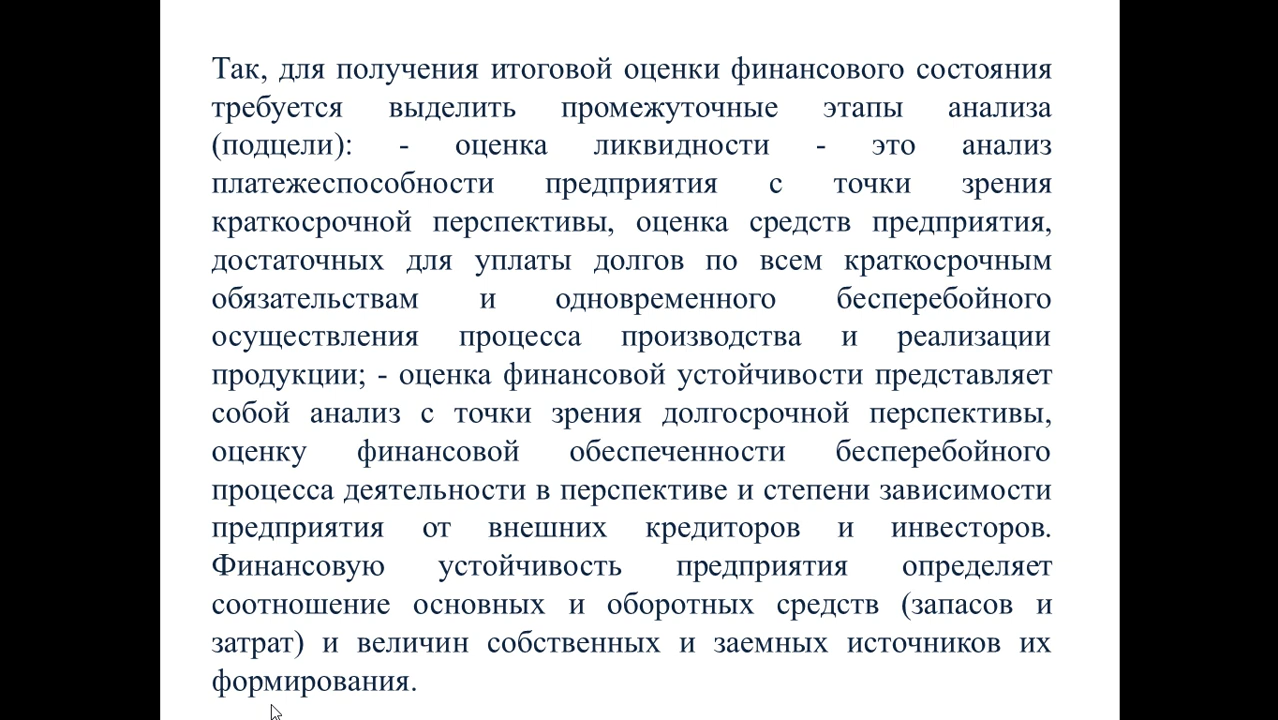 Так, для получения итоговой оценки финансового состояния
требуется выделить промежуточные этапы анализа
(подцели): - оценка ликвидности - это анализ
платежеспособности предприятия с точки зрения
краткосрочной перспективы, оценка средств предприятия,
достаточных для уплаты долгов по всем краткосрочным
обязательствам и одновременного бесперебойного
осуществления процесса производства и реализации
продукции; - оценка финансовой устойчивости представляет
собой анализ с точки зрения долгосрочной перспективы,
оценку финансовой обеспеченности бесперебойного
процесса деятельности в перспективе и степени зависимости
предприятия от внешних кредиторов и инвесторов.
Финансовую устойчивость предприятия определяет
соотношение основных и оборотных средств (запасов и
затрат) и величин собственных и заемных источников их
формирования.